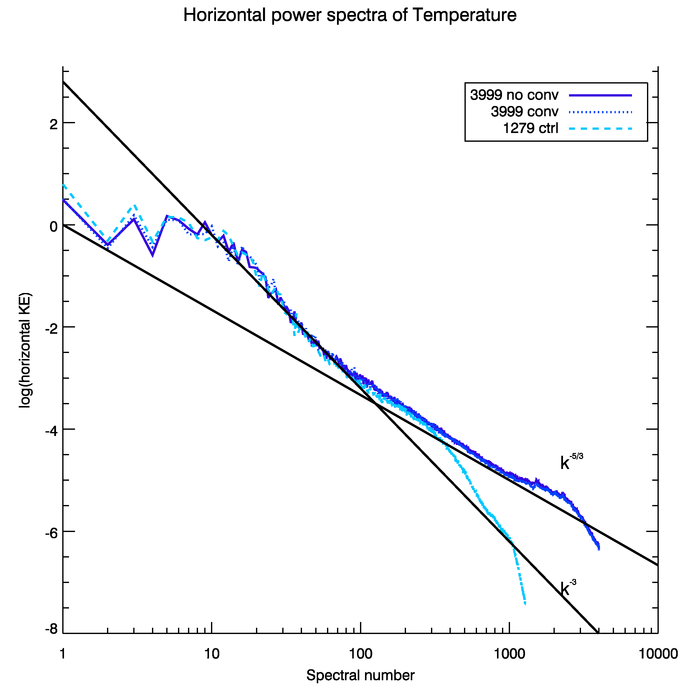 Horizontal power spectra of Temperature
3999 no conv
3999 conv
1279 ctrl
2
0
-2
-4
-6
-8
log(horizontal KE)
k-5/3
k-3
1
10
100
1000
10000
Spectral number